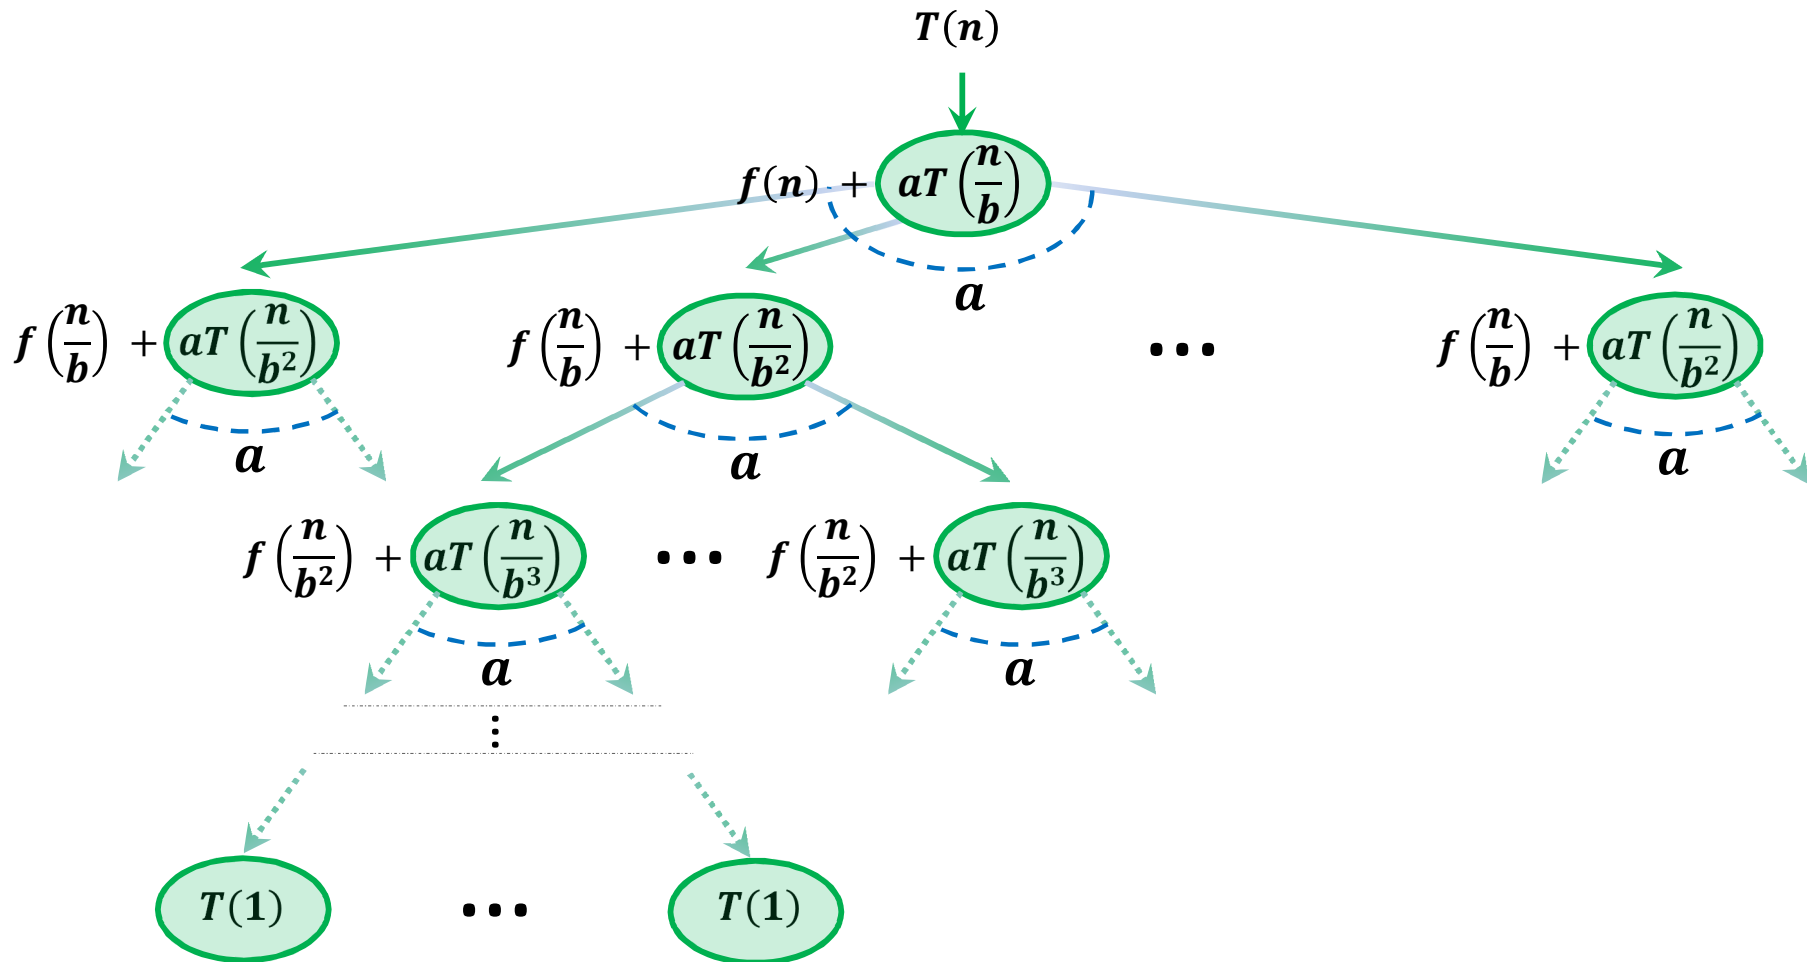 T(n)
f(n) + aT(n/b)
a
f(n/b) + aT(n/b²) f(n/b) + aT(n/b²) ... f(n/b) + aT(n/b²)
a a a
f(n/b²) + aT(n/b³) ... f(n/b²) + aT(n/b³)
a a
⋮
T(1) ... T(1)